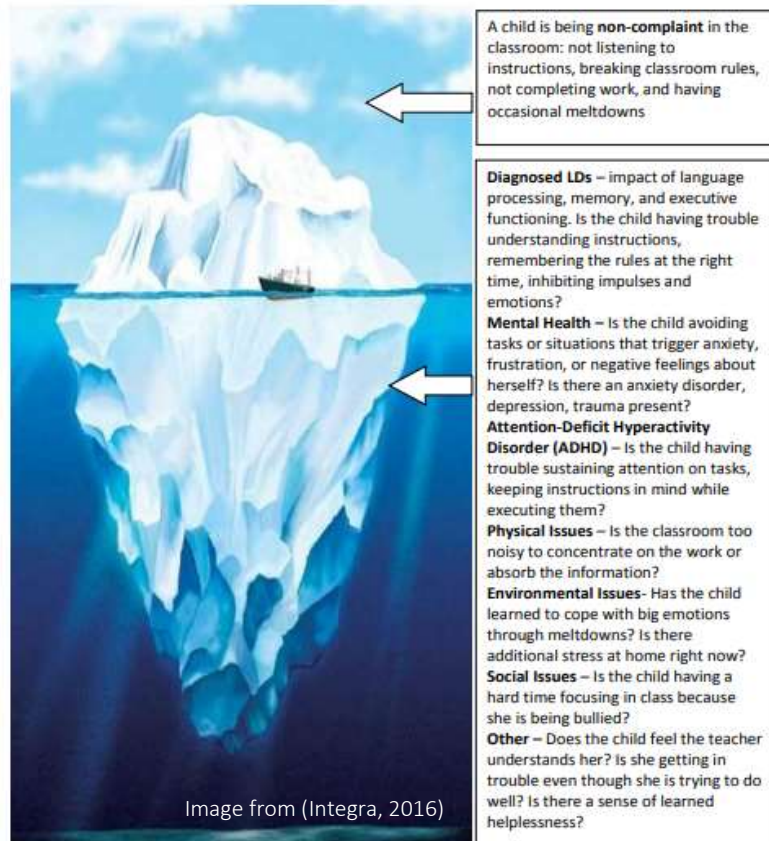 A child is being non-complaint in the
classroom: not listening to
instructions, breaking classroom rules,
not completing work, and having
occasional meltdowns
Diagnosed LDs – impact of language
processing, memory, and executive
functioning. Is the child having trouble
understanding instructions,
remembering the rules at the right
time, inhibiting impulses and
emotions?
Mental Health – Is the child avoiding
tasks or situations that trigger anxiety,
frustration, or negative feelings about
herself? Is there an anxiety disorder,
depression, trauma present?
Attention-Deficit Hyperactivity
Disorder (ADHD) – Is the child having
trouble sustaining attention on tasks,
keeping instructions in mind while
executing them?
Physical Issues – Is the classroom too
noisy to concentrate on the work or
absorb the information?
Environmental Issues- Has the child
learned to cope with big emotions
through meltdowns? Is there
additional stress at home right now?
Social Issues – Is the child having a
hard time focusing in class because
she is being bullied?
Other – Does the child feel the teacher
understands her? Is she getting in
trouble even though she is trying to do
well? Is there a sense of learned
helplessness?
Image from (Integra, 2016)